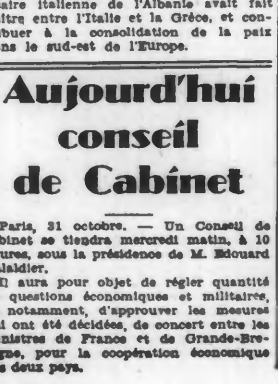 aire italienne de l'Albanie avait fait
aître entre l'Italie et la Grèce, et con-
ibuer à la consolidation de la paix
ns le sud-est de l'Europe.
Aujourd'hui
conseil
de Cabinet
Paris, 31 octobre. — Un Conseil de
binet se tiendra mercredi matin, à 10
ures, sous la présidence de M. Edouard
aladier.
Il aura pour objet de régler quantité
questions économiques et militaires,
notamment, d'approuver les mesures
i ont été décidées, de concert entre les
nistres de France et de Grande-Bre-
gne, pour la coopération économique
s deux pays.